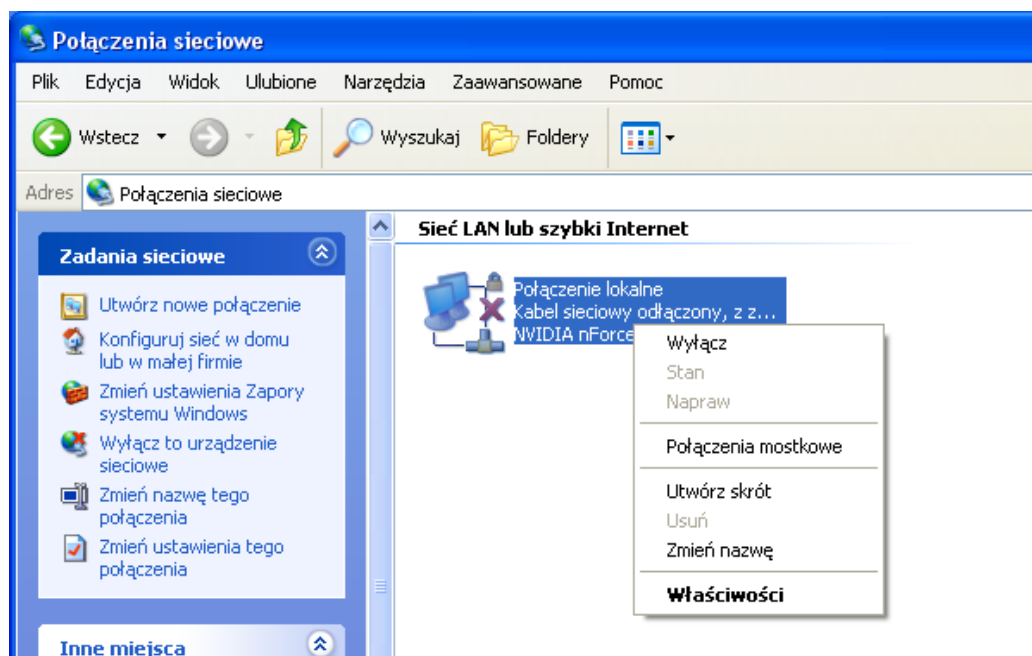 Połączenia sieciowe
Plik Edycja Widok Ulubione Narzędzia Zaawansowane Pomoc
Wstecz Wyszukaj Foldery
Adres Połączenia sieciowe
Zadania sieciowe
Utwórz nowe połączenie
Konfiguruj sieć w domu
lub w małej firmie
Zmień ustawienia Zapory
systemu Windows
Wyłącz to urządzenie
sieciowe
Zmień nazwę tego
połączenia
Zmień ustawienia tego
połączenia
Inne miejsca
Sieć LAN lub szybki Internet
Połączenie lokalne
Kabel sieciowy odłączony, z z...
NVIDIA nForce
Wyłącz
Stan
Napraw
Połączenia mostkowe
Utwórz skrót
Usuń
Zmień nazwę
Właściwości